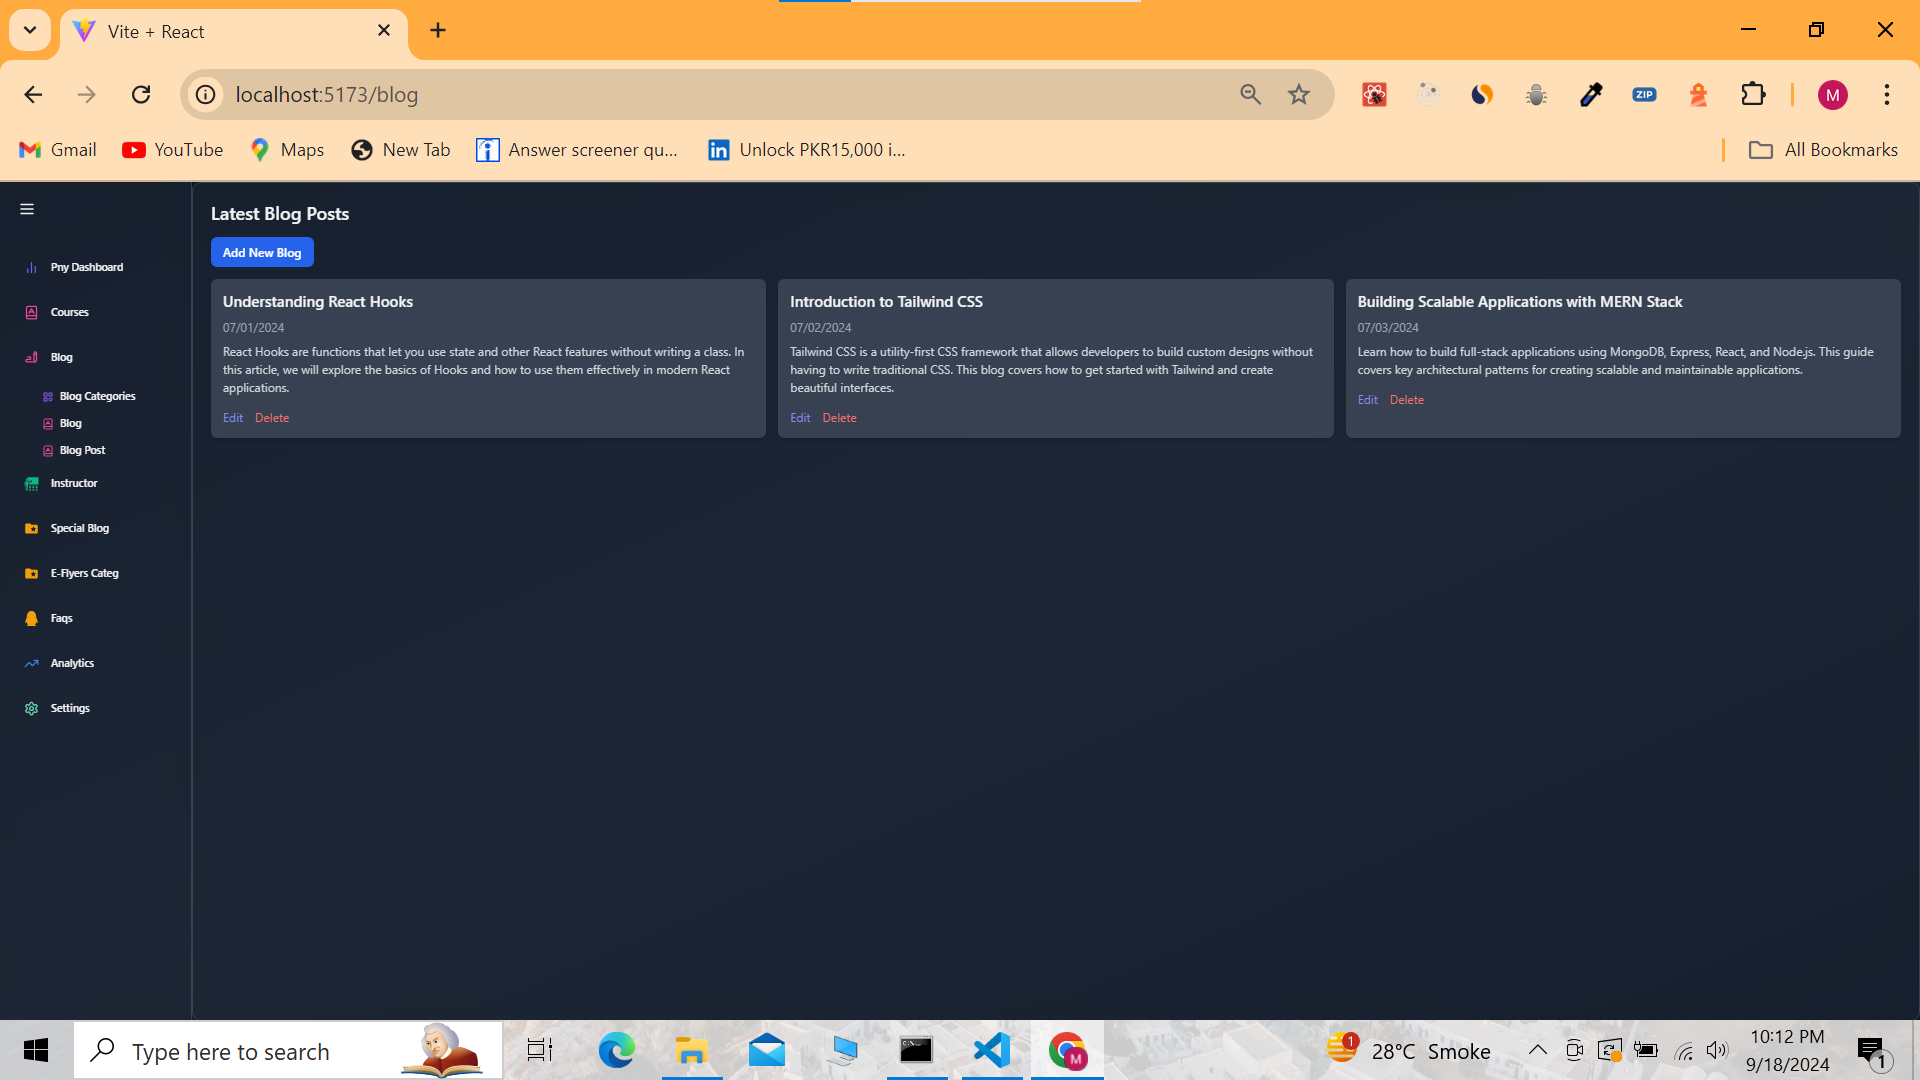 Vite + React
localhost:5173/blog
ZIP
M
Gmail
YouTube
Maps
New Tab
Answer screener qu...
in
Unlock PKR15,000 i...
All Bookmarks
Latest Blog Posts
Add New Blog
Pny Dashboard
Courses
Blog
Blog Categories
Blog
Blog Post
Instructor
Special Blog
E-Flyers Categ
Faqs
Analytics
Settings
Understanding React Hooks
07/01/2024
React Hooks are functions that let you use state and other React features without writing a class. In
this article, we will explore the basics of Hooks and how to use them effectively in modern React
applications.
Edit Delete
Introduction to Tailwind CSS
07/02/2024
Tailwind CSS is a utility-first CSS framework that allows developers to build custom designs without
having to write traditional CSS. This blog covers how to get started with Tailwind and create
beautiful interfaces.
Edit Delete
Building Scalable Applications with MERN Stack
07/03/2024
Learn how to build full-stack applications using MongoDB, Express, React, and Node.js. This guide
covers key architectural patterns for creating scalable and maintainable applications.
Edit Delete
Type here to search
M
1
28°C Smoke
10:12 PM
9/18/2024
1